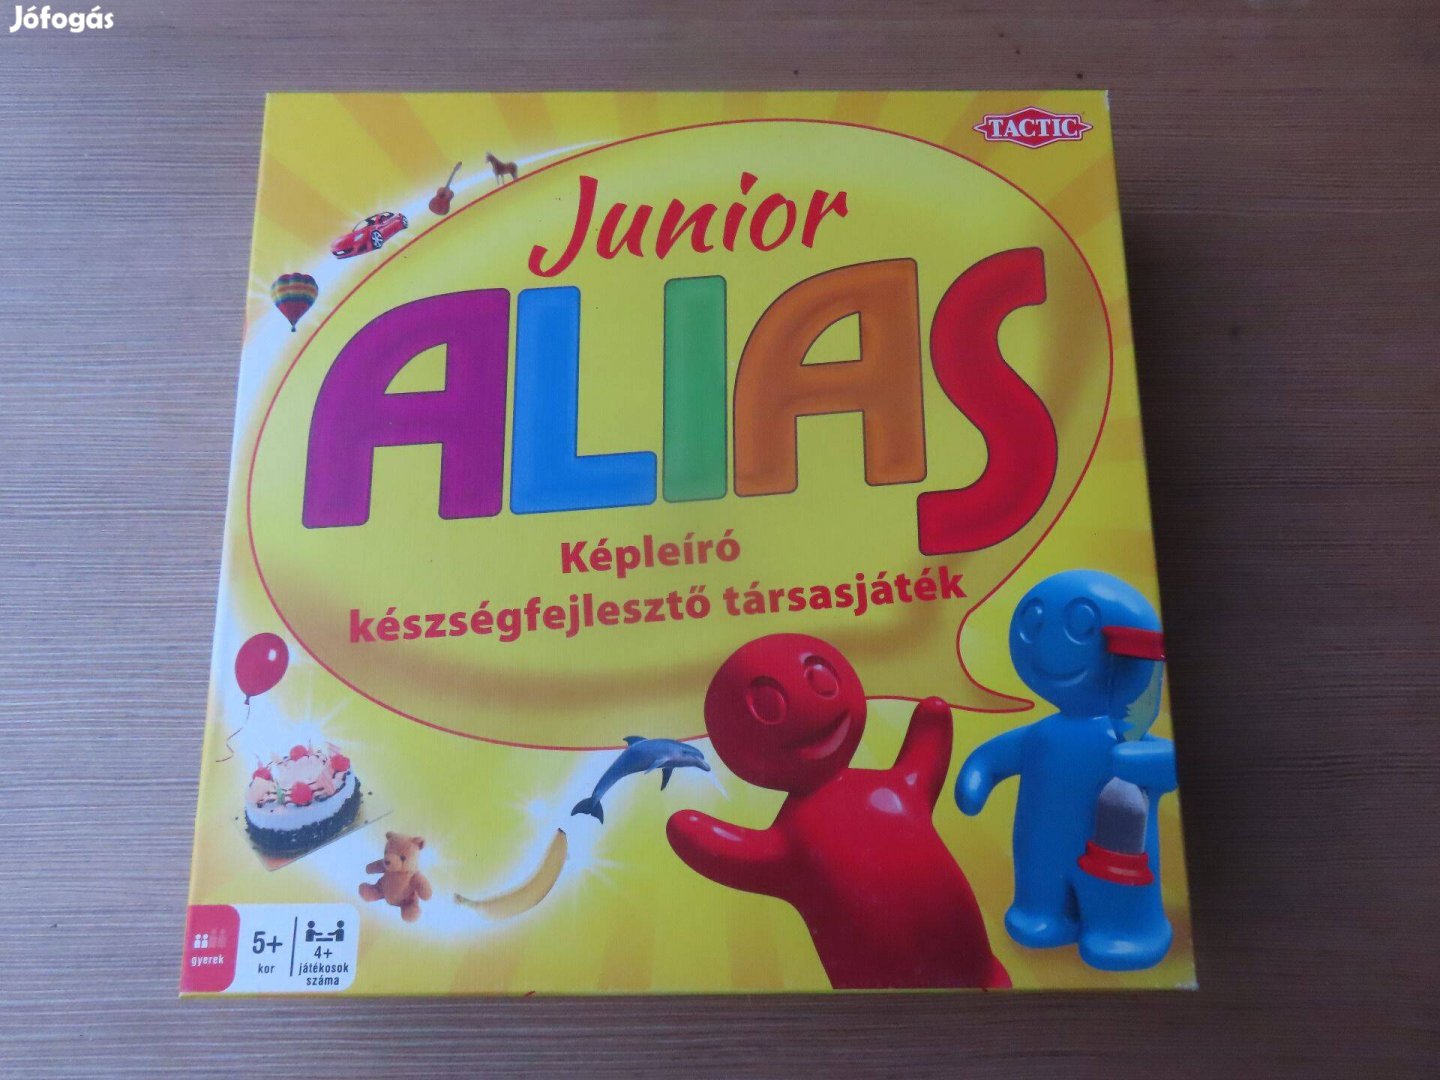 Jófogás
TACTIC
Junior
ALIAS
Képleíró
készségfejlesztő társasjáték
gyerek
5+
kor
4+
játékosok
száma